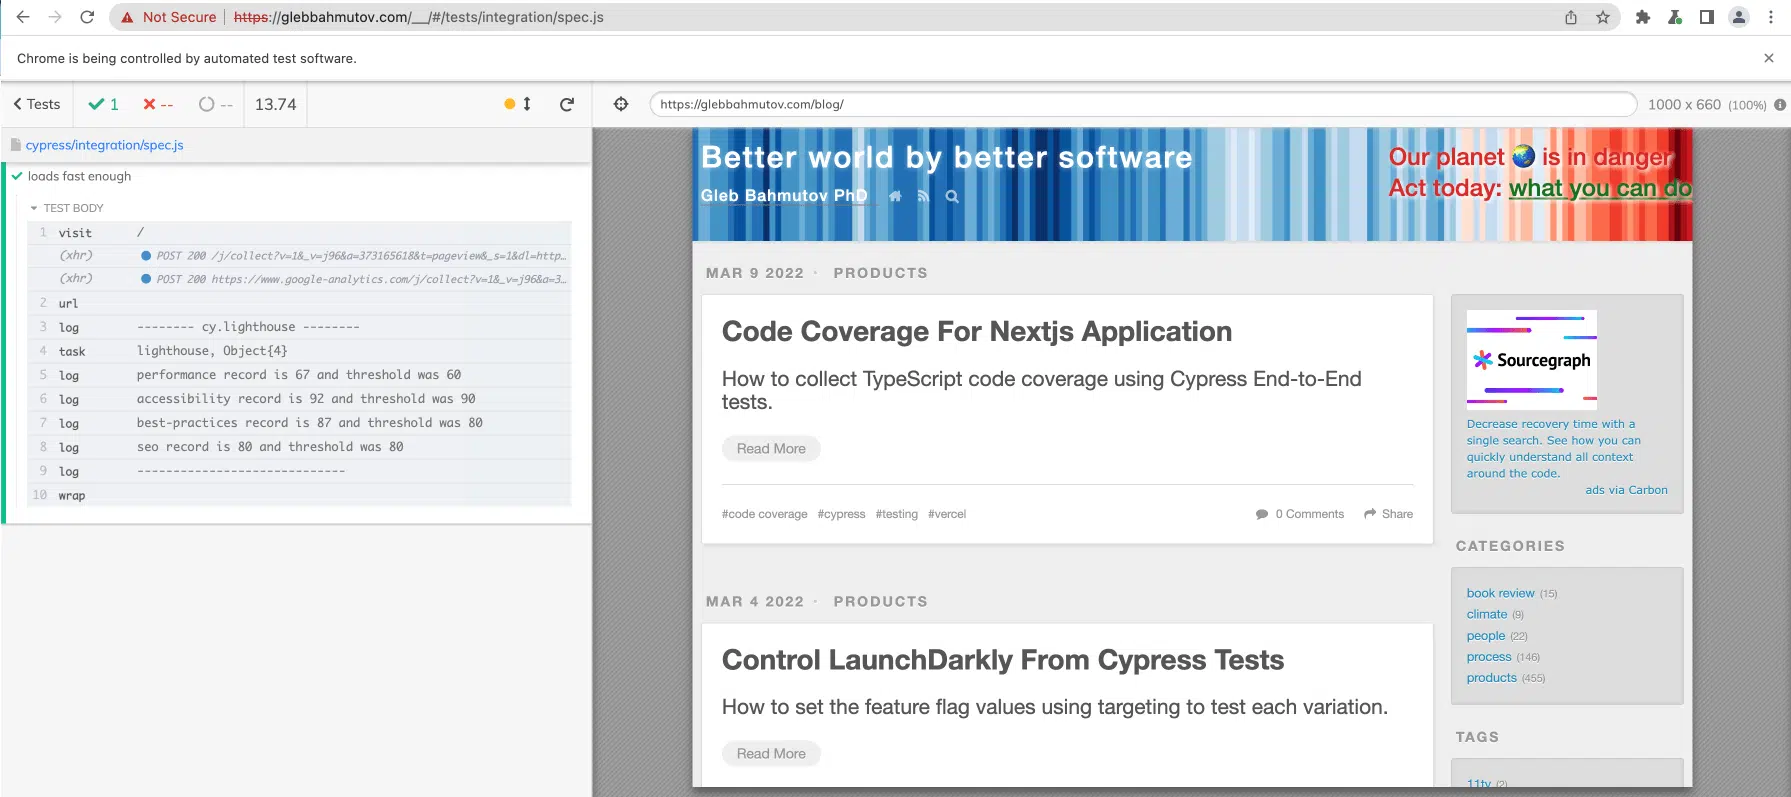 Not Secure https://glebbahmutov.com/__/#/tests/integration/spec.js
Chrome is being controlled by automated test software.
Tests 1 -- -- 13.74
https://glebbahmutov.com/blog/ 1000 x 660 (100%)
cypress/integration/spec.js
loads fast enough
TEST BODY
1 visit /
(xhr) POST 200 /j/collect?v=1&_v=j96&a=373165618&t=pageview&_s=1&dl=http…
(xhr) POST 200 https://www.google-analytics.com/j/collect?v=1&_v=j96&a=3…
2 url
3 log -------- cy.lighthouse --------
4 task lighthouse, Object{4}
5 log performance record is 67 and threshold was 60
6 log accessibility record is 92 and threshold was 90
7 log best-practices record is 87 and threshold was 80
8 log seo record is 80 and threshold was 80
9 log -----------------------------
10 wrap
Better world by better software
Gleb Bahmutov PhD
Our planet 🌏 is in danger
Act today: what you can do
MAR 9 2022 · PRODUCTS
Code Coverage For Nextjs Application
How to collect TypeScript code coverage using Cypress End-to-End
tests.
Read More
#code coverage #cypress #testing #vercel
0 Comments Share
MAR 4 2022 · PRODUCTS
Control LaunchDarkly From Cypress Tests
How to set the feature flag values using targeting to test each variation.
Read More
Sourcegraph
Decrease recovery time with a
single search. See how you can
quickly understand all context
around the code.
ads via Carbon
CATEGORIES
book review (15)
climate (9)
people (22)
process (146)
products (455)
TAGS
11ty (2)